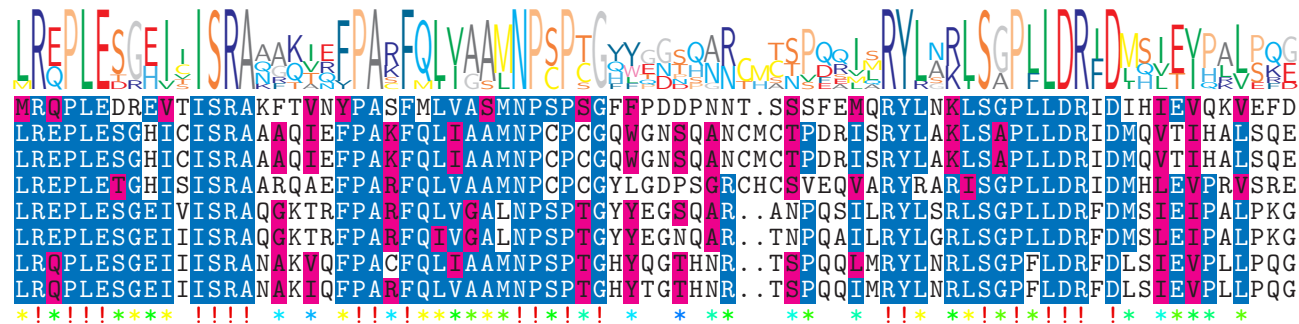 MRQPLEDREVTISRAKFTVNYPASFMLVASMNPSPSGFFPDDPNNT.SSSFEMQRYLNKLSGPLLDRIDIHIEVQKVEFD
LREPLESGHICISRAAAQIEFPAKFQLIAAMNPCPCGQWGNSQANCMCTPDRISRYLAKLSAPLLDRIDMQVTIHALSQE
LREPLESGHICISRAAAQIEFPAKFQLIAAMNPCPCGQWGNSQANCMCTPDRISRYLAKLSAPLLDRIDMQVTIHALSQE
LREPLETGHISISRAARQAEFPARFQLVAAMNPCPCGYLGDPSGRCHCSVEQVARYRARISGPLLDRIDMHLEVPRVSRE
LREPLESGEIVISRAQGKTRFPARFQLVGALNPSPTGYYEGSQAR..ANPQSILRYLSRLSGPLLDRFDMSIEIPALPKG
LREPLESGEIIISRAQGKTRFPARFQIVGALNPSPTGYYEGNQAR..TNPQAILRYLGRLSGPLLDRFDMSLEIPALPKG
LRQPLESGEIIISRANAKVQFPACFQLIAAMNPSPTGHYQGTHNR..TSPQQLMRYLNRLSGPFLDRFDLSIEVPLLPQG
LRQPLESGEIIISRANAKIQFPARFQLVAAMNPSPTGHYTGTHNR..TSPQQIMRYLNRLSGPFLDRFDLSIEVPLLPQG